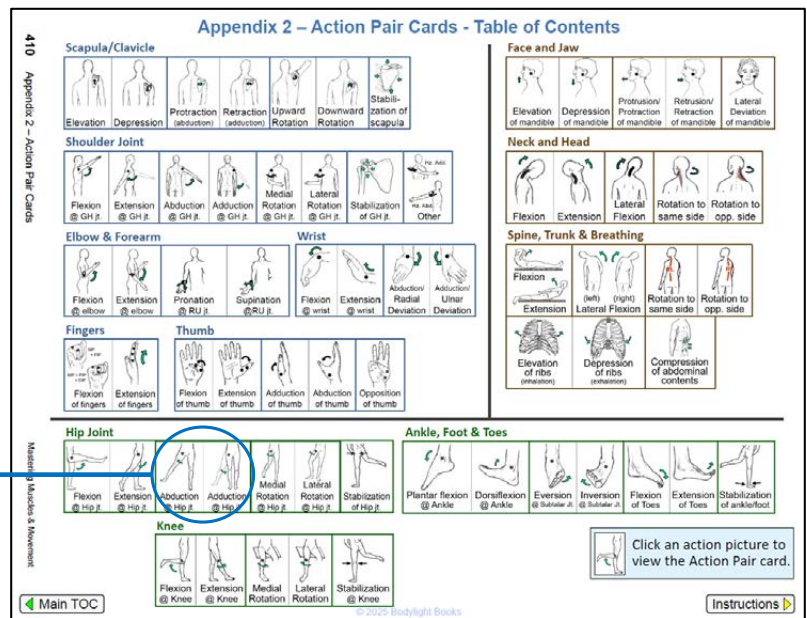 Appendix 2 – Action Pair Cards - Table of Contents
410
Appendix 2 – Action Pair Cards
Mastering Muscles & Movement
Scapula/Clavicle
Elevation
Depression
Protraction
(abduction)
Retraction
(adduction)
Upward
Rotation
Downward
Rotation
Stabili-
zation of
scapula
Shoulder Joint
Flexion
@ GH jt.
Extension
@ GH jt.
Abduction
@ GH jt.
Adduction
@ GH jt.
Medial
Rotation
@ GH jt.
Lateral
Rotation
@ GH jt.
Stabilization
of GH jt.
Hz. Add.
Hz. Abd.
Other
Elbow & Forearm
Flexion
@ elbow
Extension
@ elbow
Pronation
@ RU jt.
Supination
@RU jt.
Wrist
Flexion
@ wrist
Extension
@ wrist
Abduction/
Radial
Deviation
Adduction/
Ulnar
Deviation
Fingers
Flexion
of fingers
Extension
of fingers
Thumb
Flexion
of thumb
Extension
of thumb
Adduction
of thumb
Abduction
of thumb
Opposition
of thumb
Face and Jaw
Elevation
of mandible
Depression
of mandible
Protrusion/
Protraction
of mandible
Retrusion/
Retraction
of mandible
Lateral
Deviation
of mandible
Neck and Head
Flexion
Extension
Lateral
Flexion
Rotation to
same side
Rotation to
opp. side
Spine, Trunk & Breathing
Flexion
Extension
(left) (right)
Lateral Flexion
Rotation to
same side
Rotation to
opp. side
Elevation
of ribs
(inhalation)
Depression
of ribs
(exhalation)
Compression
of abdominal
contents
Hip Joint
Flexion
@ Hip jt.
Extension
@ Hip jt.
Abduction
@ Hip jt.
Adduction
@ Hip jt.
Medial
Rotation
@ Hip jt.
Lateral
Rotation
@ Hip jt.
Stabilization
of Hip jt.
Ankle, Foot & Toes
Plantar flexion
@ Ankle
Dorsiflexion
@ Ankle
Eversion
@ Subtalar Jt.
Inversion
@ Subtalar Jt.
Flexion
of Toes
Extension
of Toes
Stabilization
of ankle/foot
Knee
Flexion
@ Knee
Extension
@ Knee
Medial
Rotation
Lateral
Rotation
Stabilization
@ Knee
Click an action picture to
view the Action Pair card.
Main TOC
© 2025 Bodylight Books
Instructions